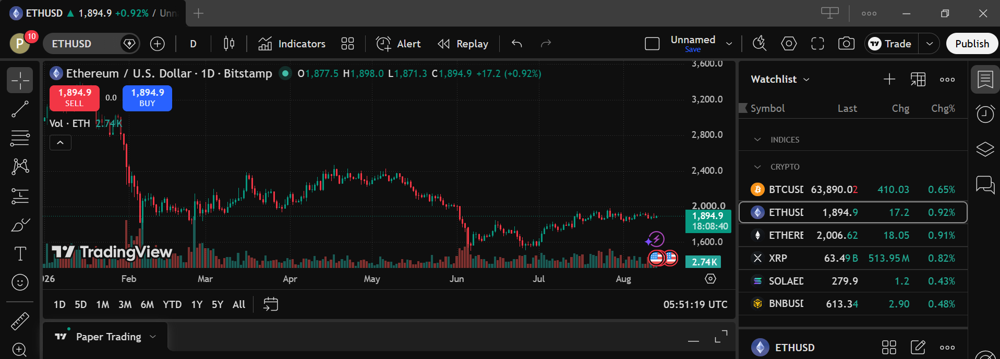 ETHUSD ▲ 1,894.9 +0.92% / Unn
P 10 ETHUSD D Indicators Alert Replay Unnamed Save Trade Publish
Ethereum / U.S. Dollar · 1D · Bitstamp O1,877.5 H1,898.0 L1,871.3 C1,894.9 +17.2 (+0.92%)
1,894.9 SELL 0.0 1,894.9 BUY
Vol · ETH 2.74K
3,600.0
3,200.0
2,800.0
2,400.0
2,000.0
1,894.9
18:08:40
1,600.0
2.74K
TradingView
026 Feb Mar Apr May Jun Jul Aug
1D 5D 1M 3M 6M YTD 1Y 5Y All 05:51:19 UTC
Paper Trading
Watchlist
Symbol Last Chg Chg%
INDICES
CRYPTO
BTCUSD 63,890.02 410.03 0.65%
ETHUSD 1,894.9 17.2 0.92%
ETHERE 2,006.62 18.05 0.91%
XRP 63.49B 513.95M 0.82%
SOLAED 279.9 1.2 0.43%
BNBUSD 613.34 2.90 0.48%
ETHUSD